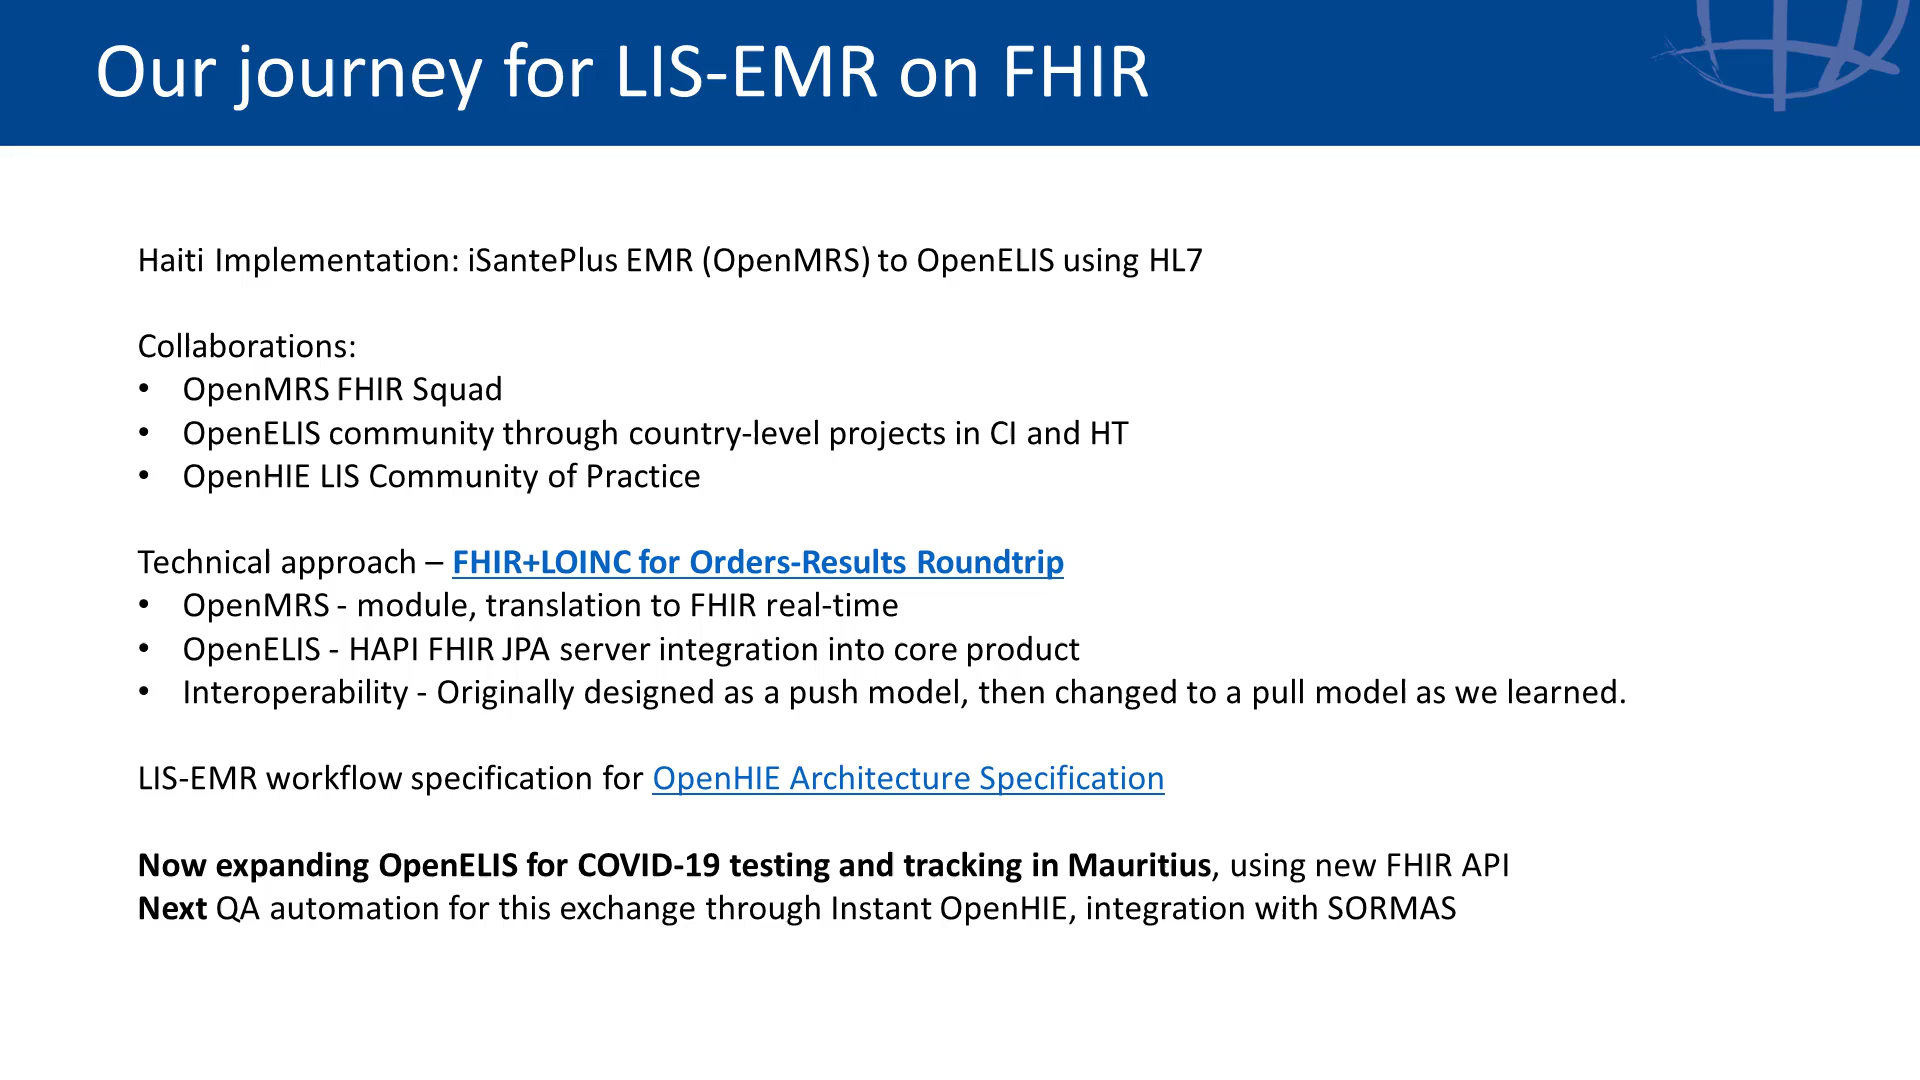 Our journey for LIS-EMR on FHIR
Haiti Implementation: iSantePlus EMR (OpenMRS) to OpenELIS using HL7
Collaborations:
• OpenMRS FHIR Squad
• OpenELIS community through country-level projects in CI and HT
• OpenHIE LIS Community of Practice
Technical approach – FHIR+LOINC for Orders-Results Roundtrip
• OpenMRS - module, translation to FHIR real-time
• OpenELIS - HAPI FHIR JPA server integration into core product
• Interoperability - Originally designed as a push model, then changed to a pull model as we learned.
LIS-EMR workflow specification for OpenHIE Architecture Specification
Now expanding OpenELIS for COVID-19 testing and tracking in Mauritius, using new FHIR API
Next QA automation for this exchange through Instant OpenHIE, integration with SORMAS